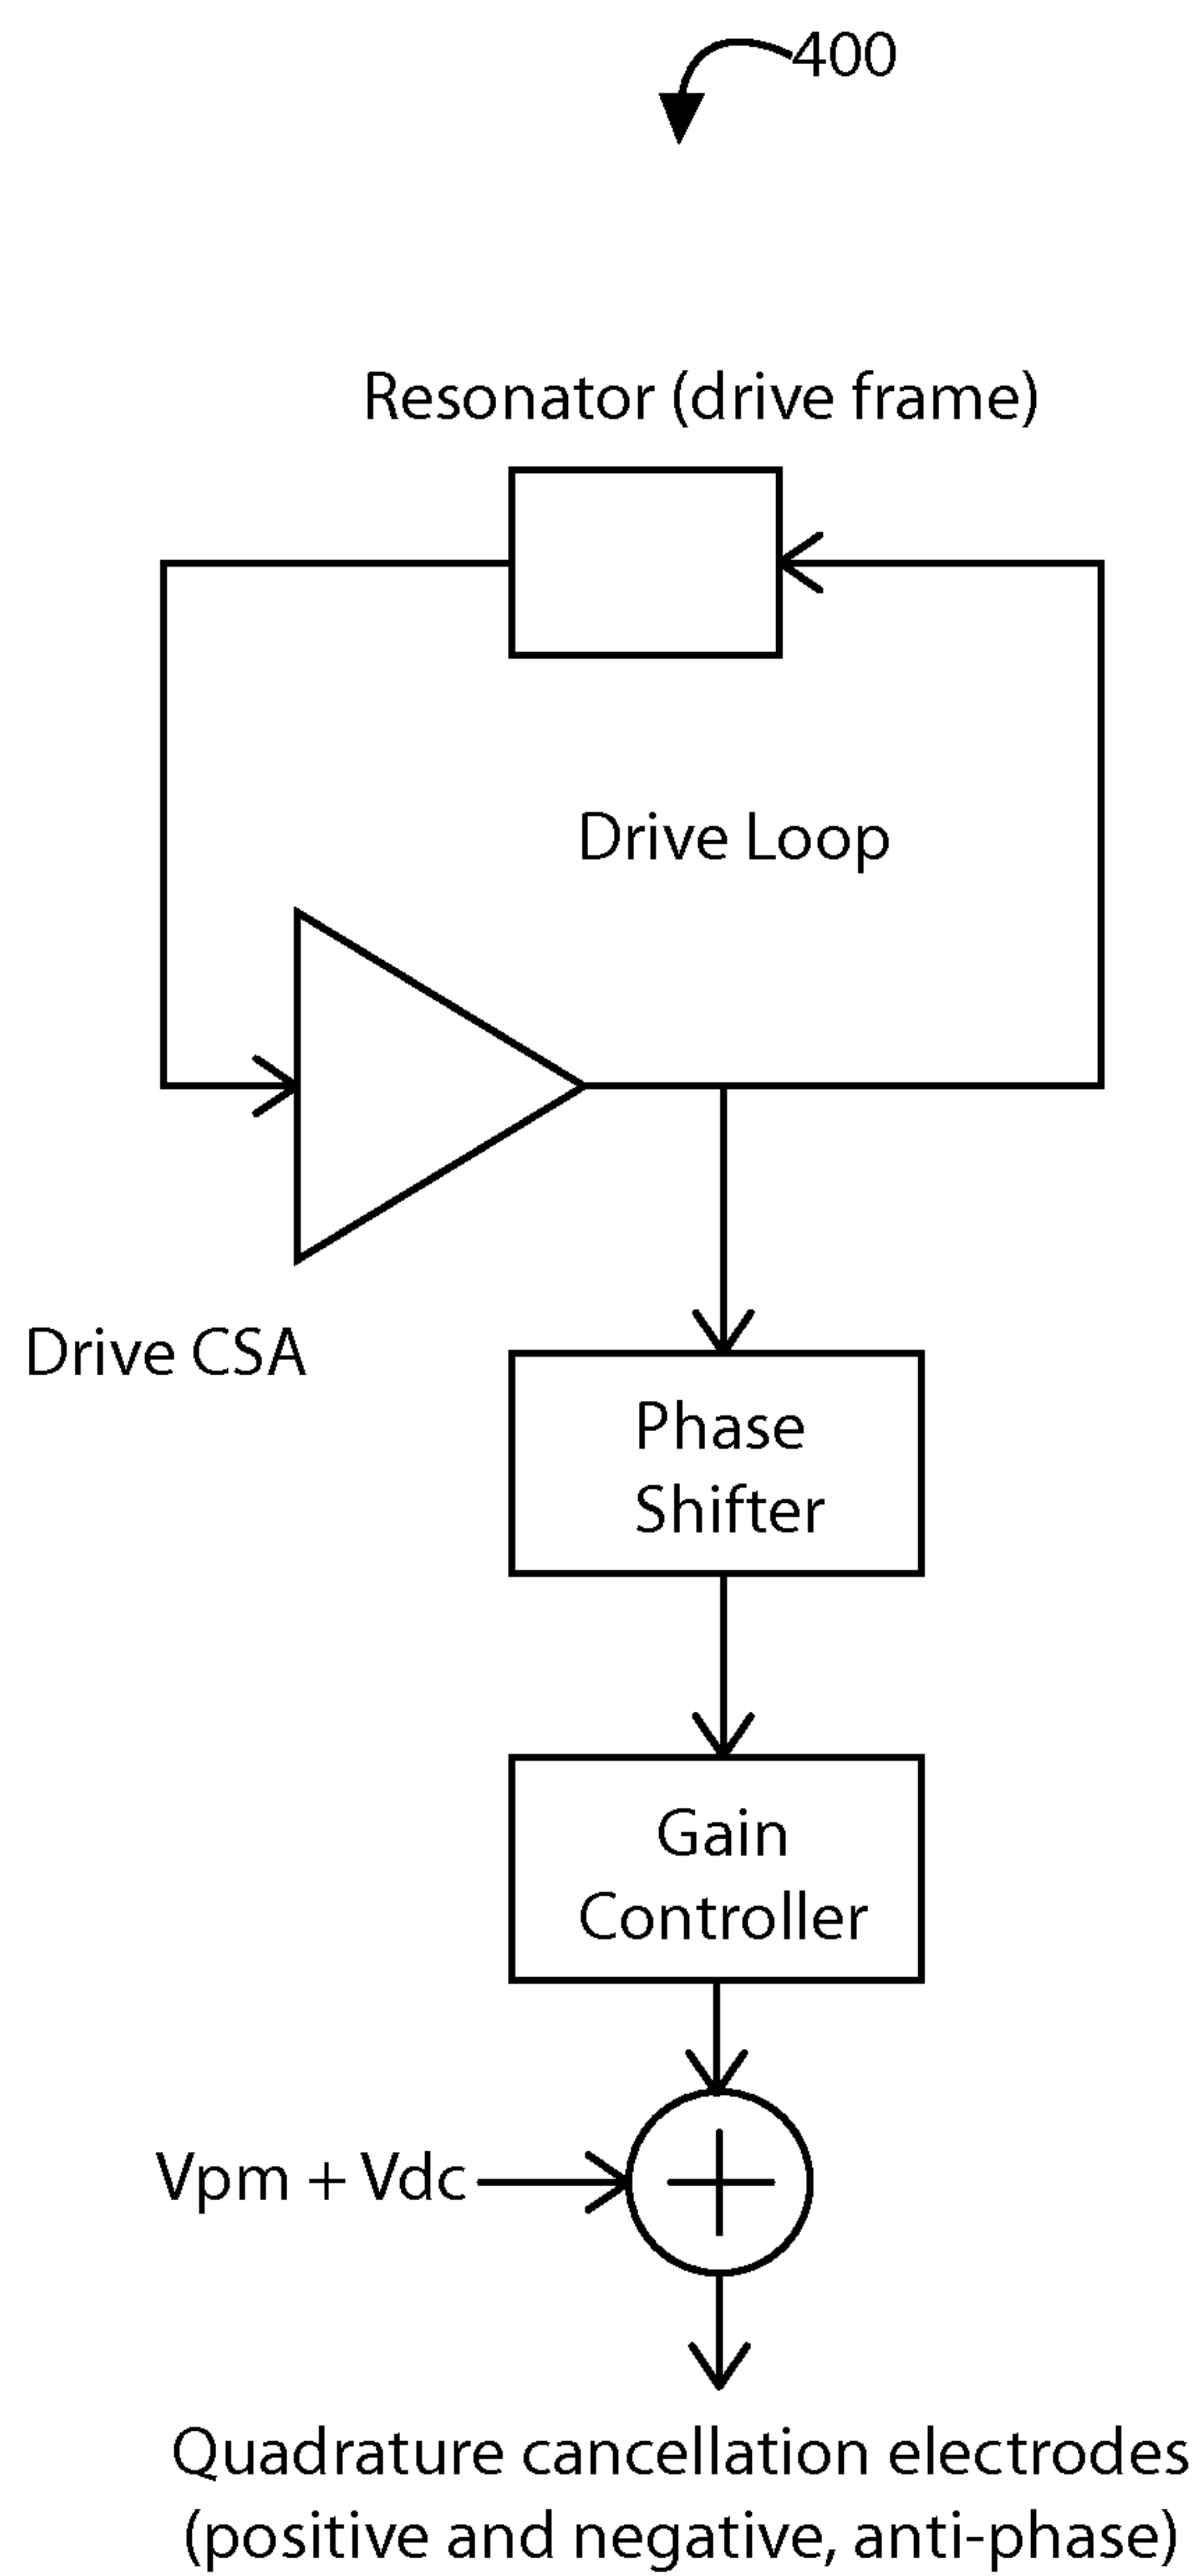 400
Resonator (drive frame)
Drive Loop
Drive CSA
Phase
Shifter
Gain
Controller
Vpm + Vdc
Quadrature cancellation electrodes
(positive and negative, anti-phase)